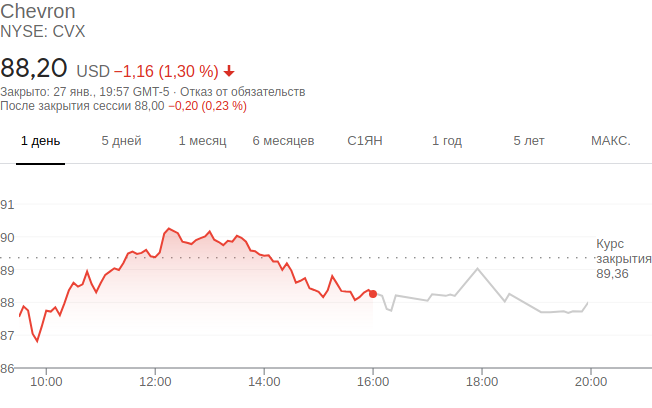 Chevron
NYSE: CVX
88,20 USD −1,16 (1,30 %)
Закрыто: 27 янв., 19:57 GMT-5 · Отказ от обязательств
После закрытия сессии 88,00 −0,20 (0,23 %)
1 день 5 дней 1 месяц 6 месяцев С1ЯН 1 год 5 лет МАКС.
91
90
Курс
закрытия
89,36
89
88
87
86
10:00 12:00 14:00 16:00 18:00 20:00